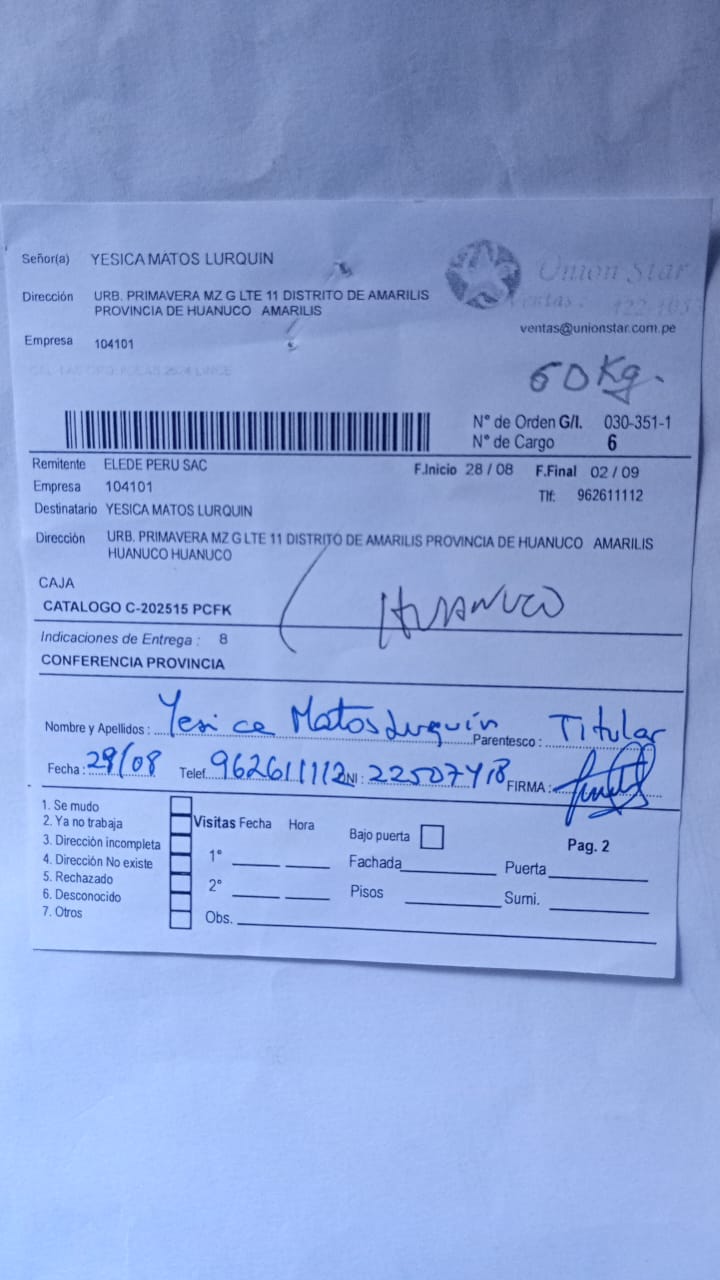 Señor(a) YESICA MATOS LURQUIN
Union Star
Dirección URB. PRIMAVERA MZ G LTE 11 DISTRITO DE AMARILIS
PROVINCIA DE HUANUCO AMARILIS
Ventas:
ventas@unionstar.com.pe
Empresa 104101
60Kg.
N° de Orden G/I. 030-351-1
N° de Cargo 6
Remitente ELEDE PERU SAC F.Inicio 28 / 08 F.Final 02 / 09
Empresa 104101 Tlf: 962611112
Destinatario YESICA MATOS LURQUIN
Dirección URB. PRIMAVERA MZ G LTE 11 DISTRITO DE AMARILIS PROVINCIA DE HUANUCO AMARILIS
HUANUCO HUANUCO
CAJA
CATALOGO C-202515 PCFK
HUANUCO
Indicaciones de Entrega : 8
CONFERENCIA PROVINCIA
Nombre y Apellidos : Yesica Matos Lurquín Parentesco : Titular
Fecha : 29/08 Telef. 962611112 DNI : 22507418 FIRMA :
1. Se mudo
2. Ya no trabaja
3. Dirección incompleta
4. Dirección No existe
5. Rechazado
6. Desconocido
7. Otros
Visitas Fecha Hora Bajo puerta Pag. 2
1° Fachada Puerta
2° Pisos Sumi.
Obs.